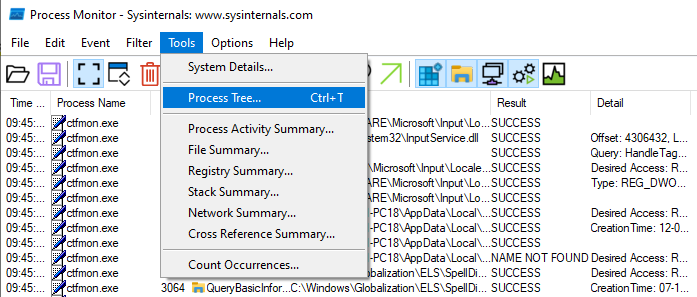 Process Monitor - Sysinternals: www.sysinternals.com
File Edit Event Filter Tools Options Help
System Details...
Process Tree... Ctrl+T
Process Activity Summary...
File Summary...
Registry Summary...
Stack Summary...
Network Summary...
Cross Reference Summary...
Count Occurrences...
Time ... Process Name Result Detail
09:45:... ctfmon.exe ARE\Microsoft\Input\Lo... SUCCESS
09:45:... ctfmon.exe stem32\InputService.dll SUCCESS Offset: 4306432, L
09:45:... ctfmon.exe SUCCESS Query: HandleTag
09:45:... ctfmon.exe Microsoft\Input\Locale... SUCCESS Desired Access: R
09:45:... ctfmon.exe ARE\Microsoft\Input\Lo... SUCCESS Type: REG_DWO
09:45:... ctfmon.exe ARE\Microsoft\Input\Lo... SUCCESS
09:45:... ctfmon.exe -PC18\AppData\Local\... SUCCESS Desired Access: R
09:45:... ctfmon.exe -PC18\AppData\Local\... SUCCESS CreationTime: 12-0
09:45:... ctfmon.exe -PC18\AppData\Local\... SUCCESS
09:45:... ctfmon.exe -PC18\AppData\Local\... NAME NOT FOUND Desired Access: R
09:45:... ctfmon.exe SUCCESS Desired Access: R
09:45:... ctfmon.exe 3064 QueryBasicInfor... C:\Windows\Globalization\ELS\SpellDi... SUCCESS CreationTime: 07-1